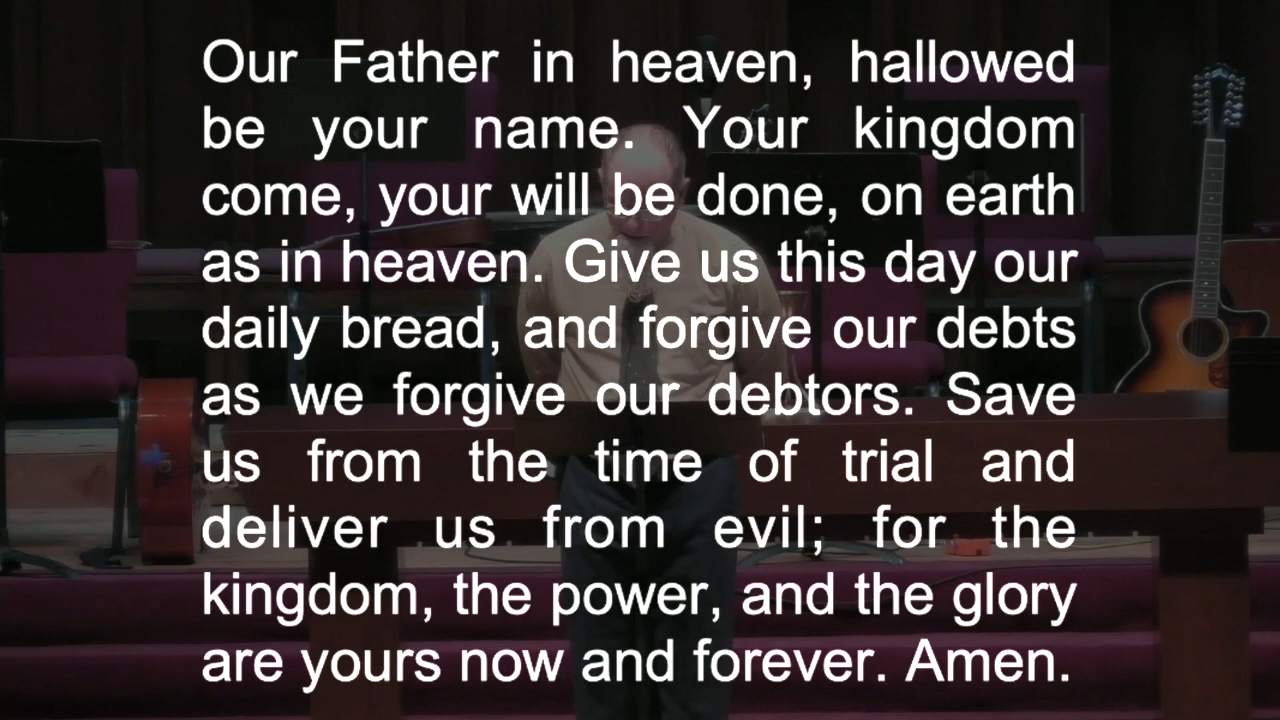 Our Father in heaven, hallowed
be your name. Your kingdom
come, your will be done, on earth
as in heaven. Give us this day our
daily bread, and forgive our debts
as we forgive our debtors. Save
us from the time of trial and
deliver us from evil; for the
kingdom, the power, and the glory
are yours now and forever. Amen.